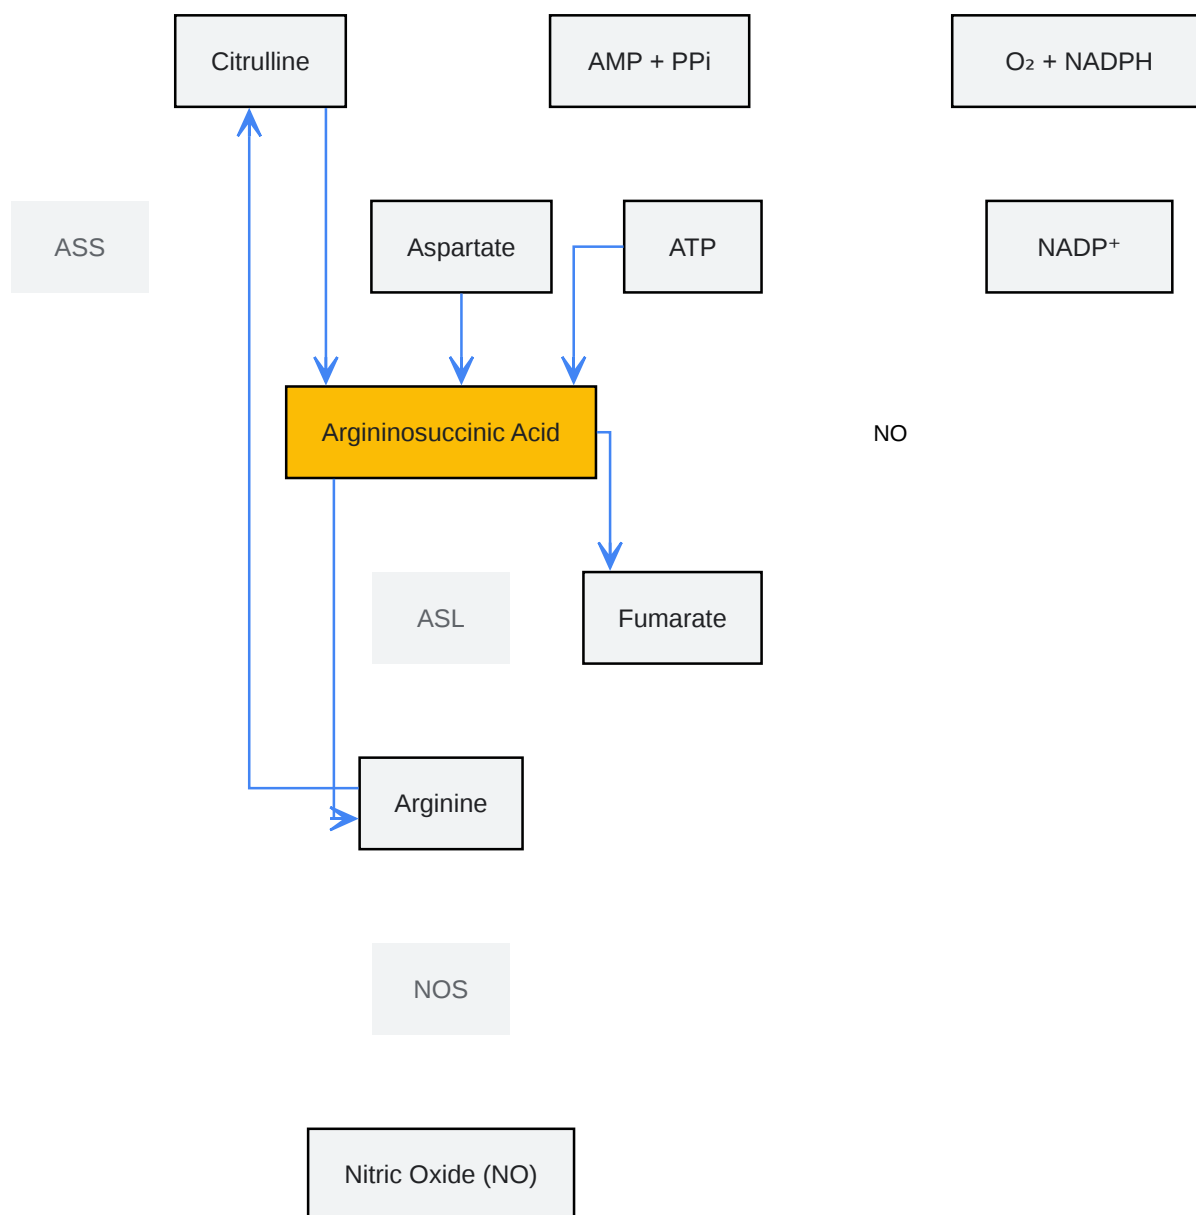 Citrulline
AMP + PPi
O₂ + NADPH
ASS
Aspartate
ATP
NADP⁺
Argininosuccinic Acid
NO
ASL
Fumarate
Arginine
NOS
Nitric Oxide (NO)